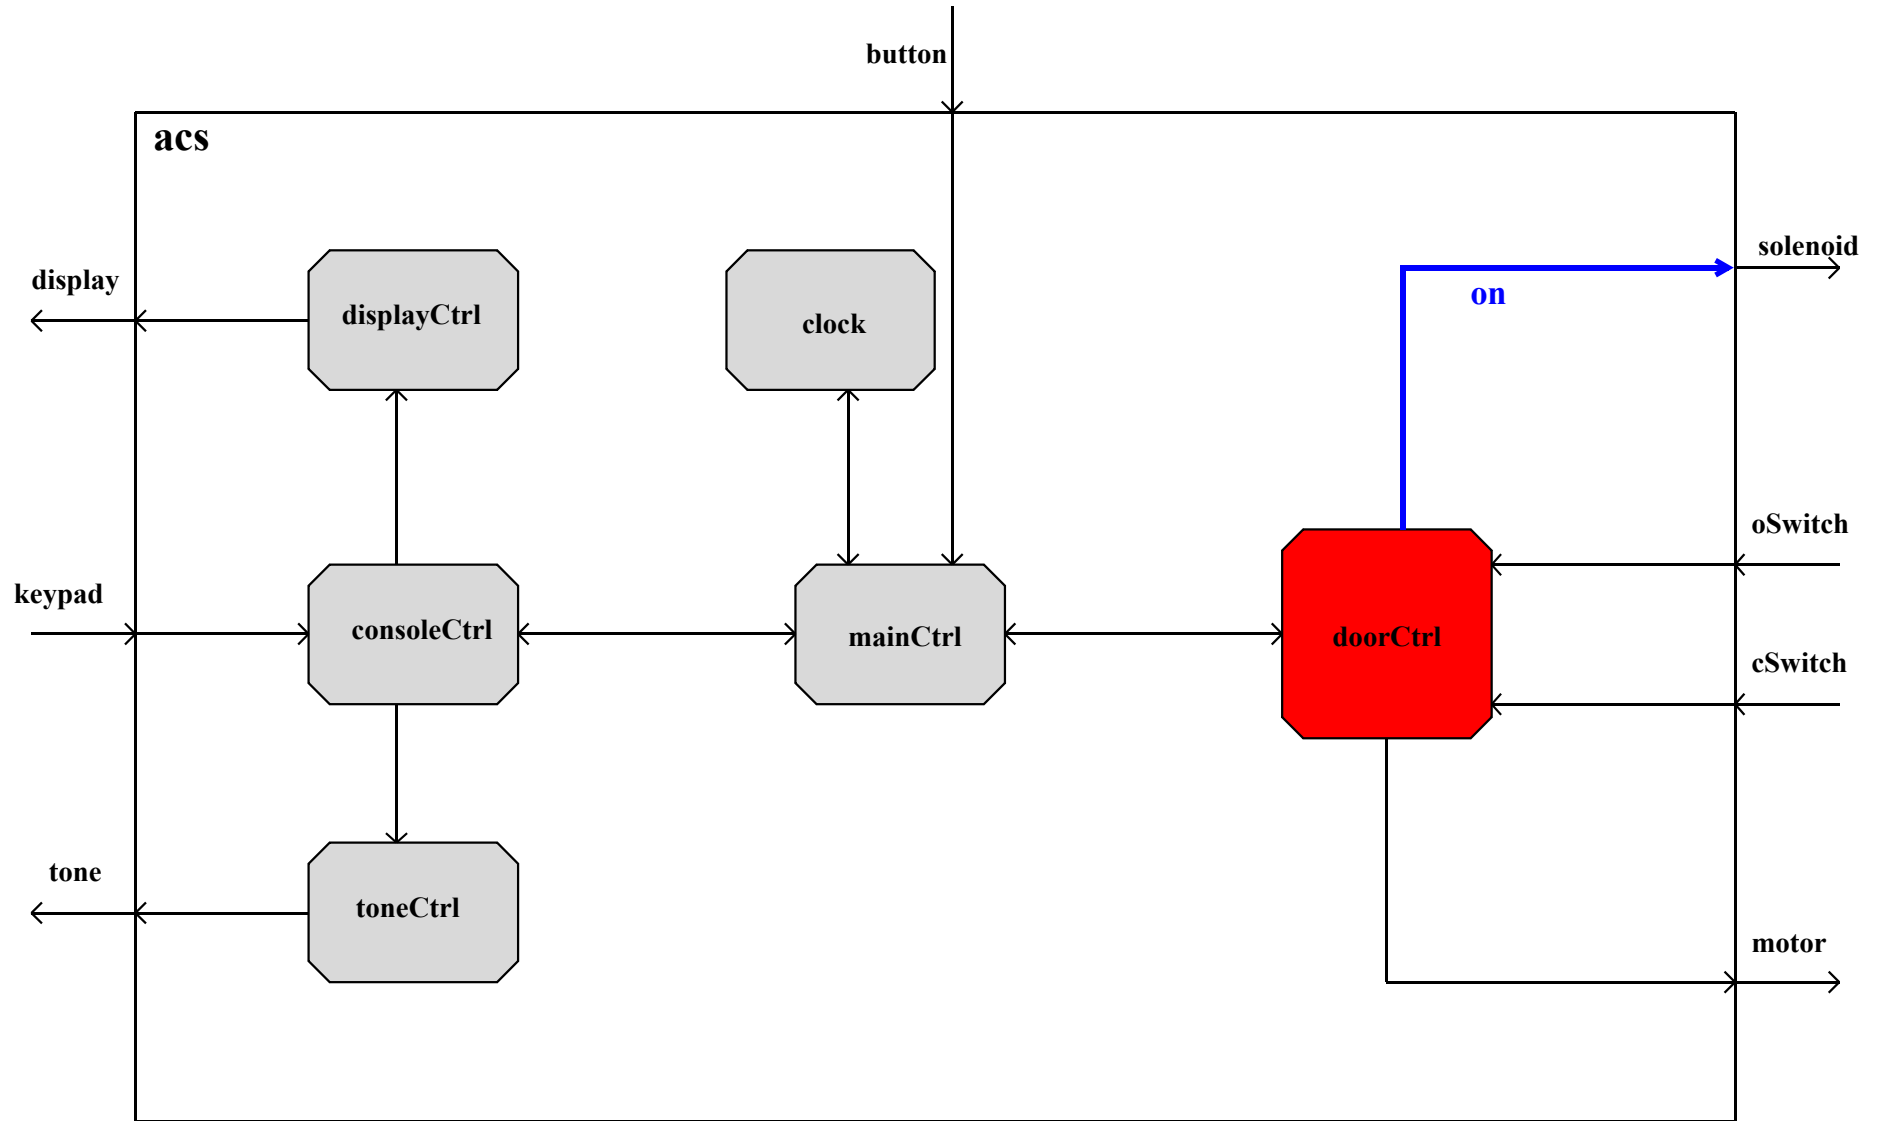 button
acs
solenoid
display
displayCtrl
clock
on
oSwitch
keypad
consoleCtrl
mainCtrl
doorCtrl
cSwitch
tone
toneCtrl
motor